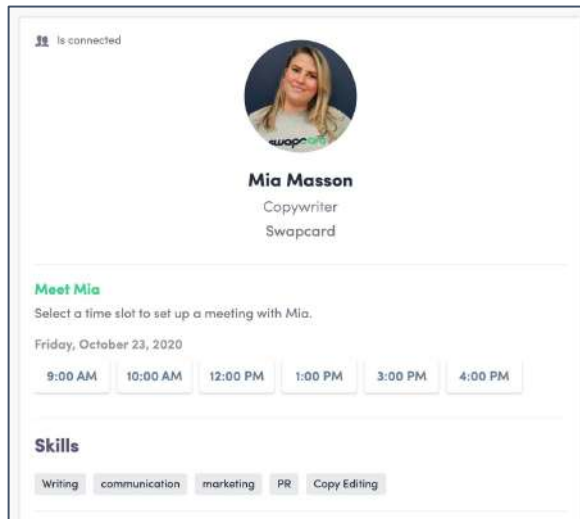 Is connected
swapcard
Mia Masson
Copywriter
Swapcard
Meet Mia
Select a time slot to set up a meeting with Mia.
Friday, October 23, 2020
9:00 AM 10:00 AM 12:00 PM 1:00 PM 3:00 PM 4:00 PM
Skills
Writing communication marketing PR Copy Editing